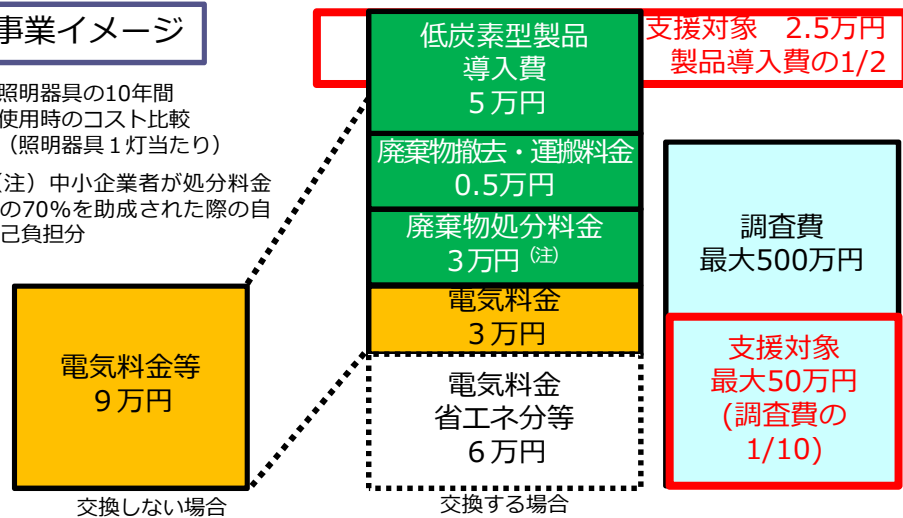 事業イメージ
照明器具の10年間
使用時のコスト比較
(照明器具1灯当たり)
(注)中小企業者が処分料金
の70%を助成された際の自
己負担分
電気料金等
9万円
交換しない場合
低炭素型製品
導入費
5万円
廃棄物撤去・運搬料金
0.5万円
廃棄物処分料金
3万円(注)
電気料金
3万円
電気料金
省エネ分等
6万円
交換する場合
支援対象 2.5万円
製品導入費の1/2
調査費
最大500万円
支援対象
最大50万円
(調査費の
1/10)